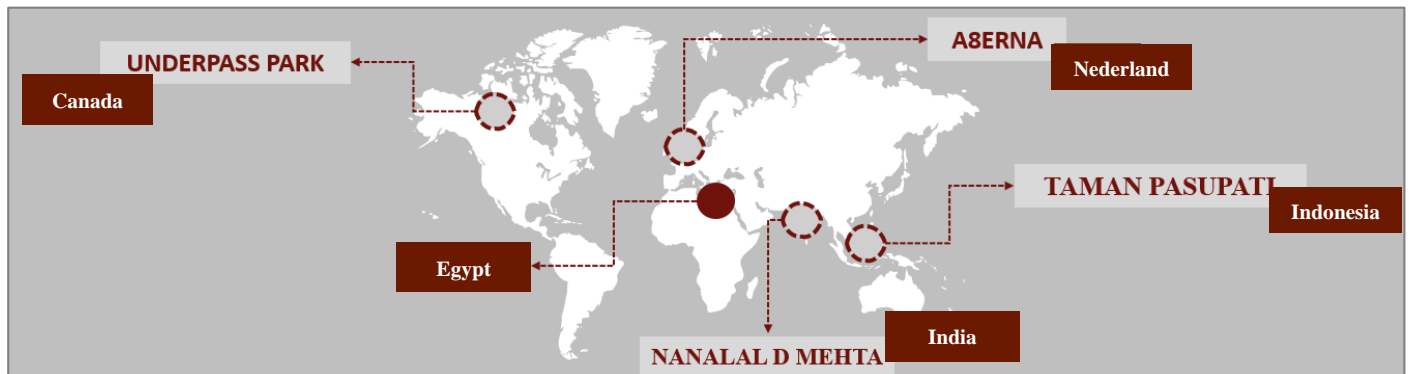 UNDERPASS PARK
Canada
A8ERNA
Nederland
TAMAN PASUPATI
Indonesia
Egypt
NANALAL D MEHTA
India